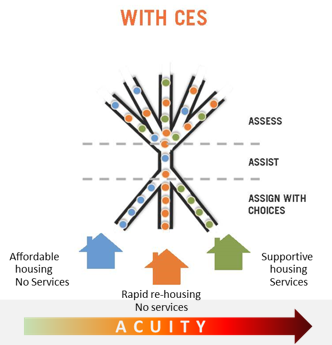 WITH CES
ASSESS
ASSIST
ASSIGN WITH
CHOICES
Affordable
housing
No Services
Rapid re-housing
No services
Supportive
housing
Services
ACUITY